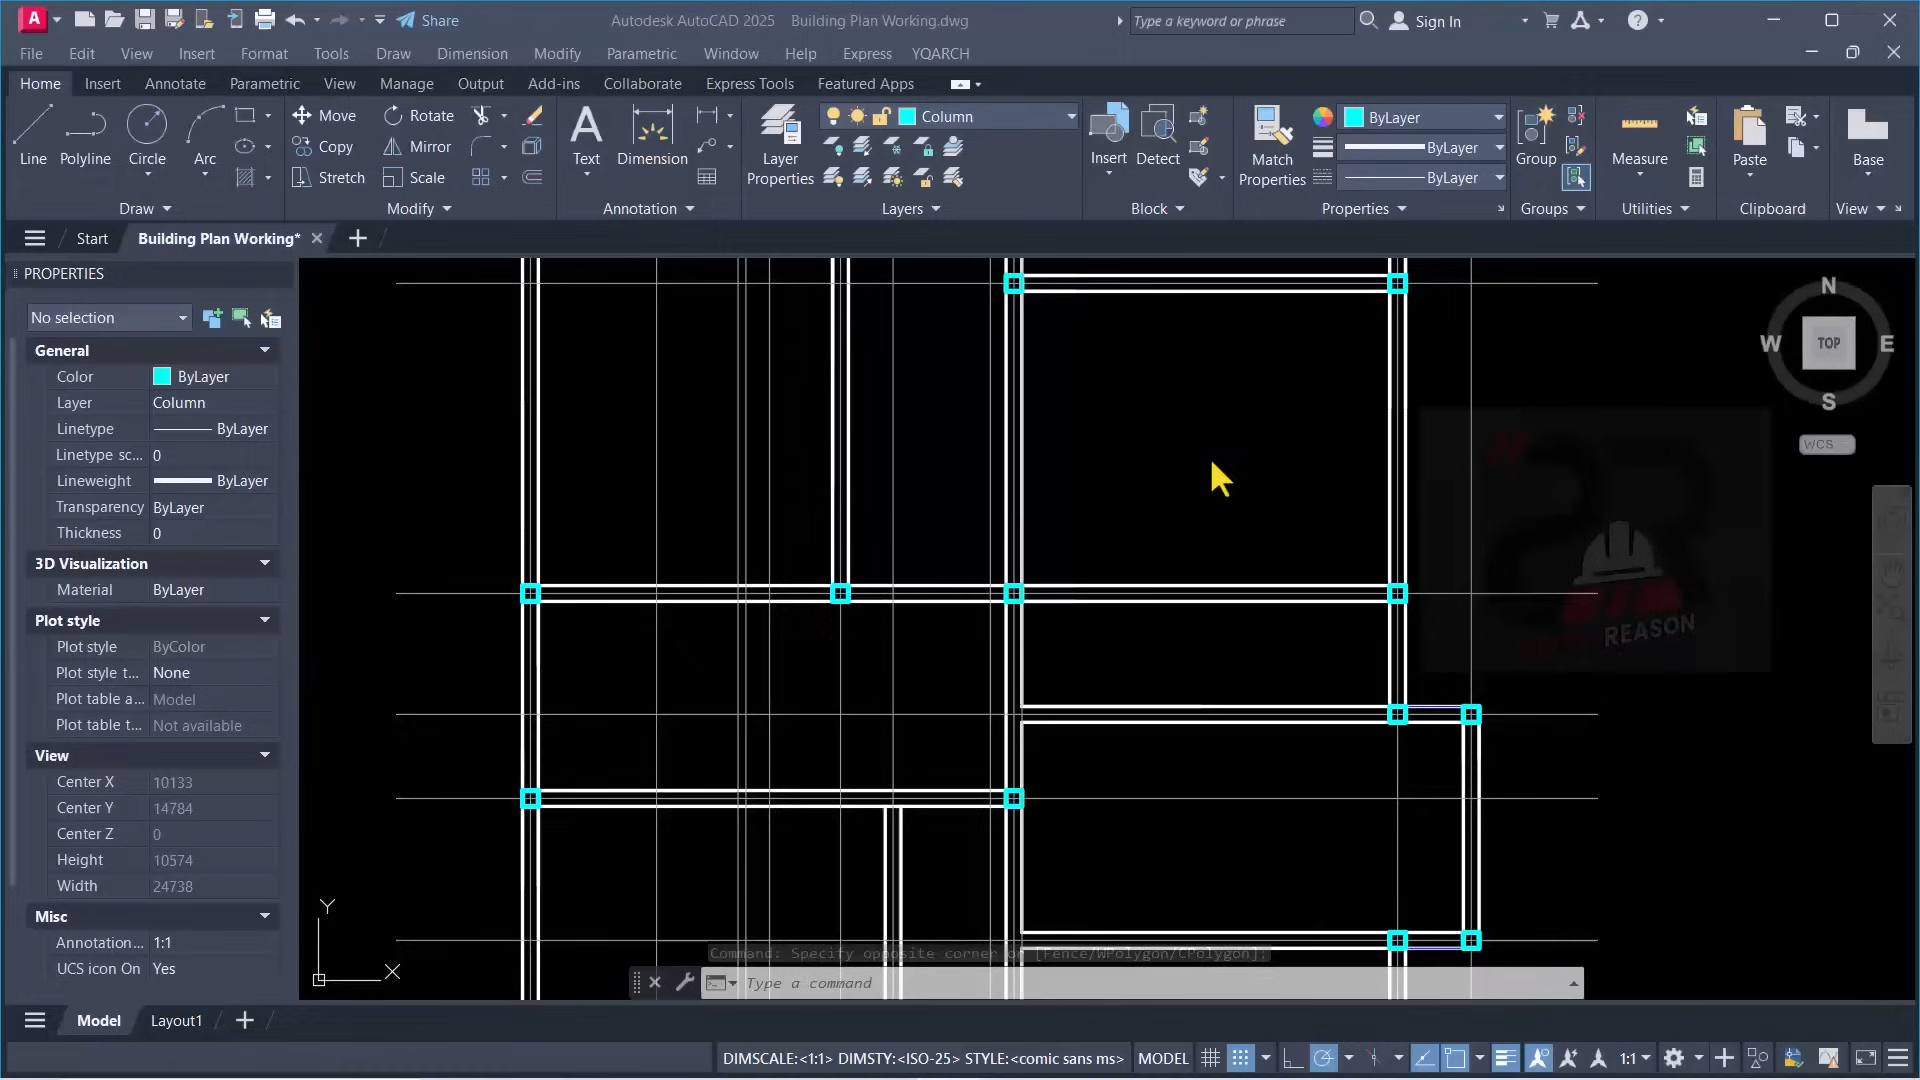 A Share Autodesk AutoCAD 2025 Building Plan Working.dwg Type a keyword or phrase Sign In
File Edit View Insert Format Tools Draw Dimension Modify Parametric Window Help Express YQARCH
Home Insert Annotate Parametric View Manage Output Add-ins Collaborate Express Tools Featured Apps
Line Polyline Circle Arc
Move Rotate
Copy Mirror
Stretch Scale
Text Dimension
Layer Properties
Column
Insert Detect
Match Properties
ByLayer
ByLayer
ByLayer
Group
Measure
Paste
Base
Draw Modify Annotation Layers Block Properties Groups Utilities Clipboard View
Start Building Plan Working*
PROPERTIES
No selection
General
Color ByLayer
Layer Column
Linetype ByLayer
Linetype sc... 0
Lineweight ByLayer
Transparency ByLayer
Thickness 0
3D Visualization
Material ByLayer
Plot style
Plot style ByColor
Plot style t... None
Plot table a... Model
Plot table t... Not available
View
Center X 10133
Center Y 14784
Center Z 0
Height 10574
Width 24738
Misc
Annotation... 1:1
UCS icon On Yes
N
W TOP E
S
WCS
REASON
Y
X
Command: Specify opposite corner or [Fence/WPolygon/CPolygon]:
Type a command
Model Layout1
DIMSCALE:<1:1> DIMSTY:<ISO-25> STYLE:<comic sans ms> MODEL 1:1